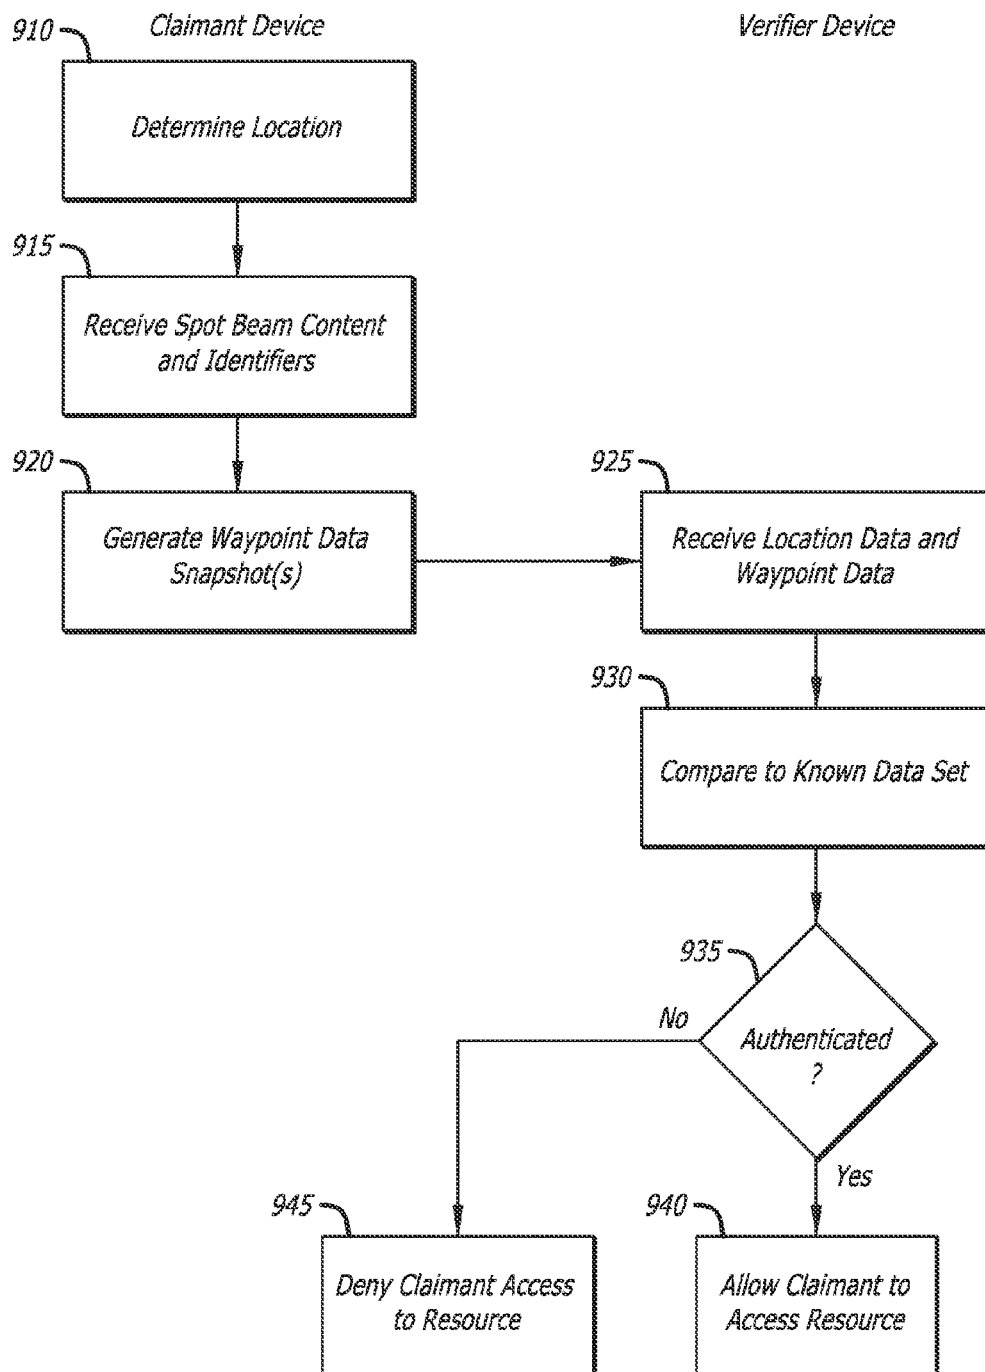 Claimant Device
Verifier Device
910
Determine Location
915
Receive Spot Beam Content
and Identifiers
920
Generate Waypoint Data
Snapshot(s)
925
Receive Location Data and
Waypoint Data
930
Compare to Known Data Set
935
Authenticated
?
No
Yes
945
Deny Claimant Access
to Resource
940
Allow Claimant to
Access Resource